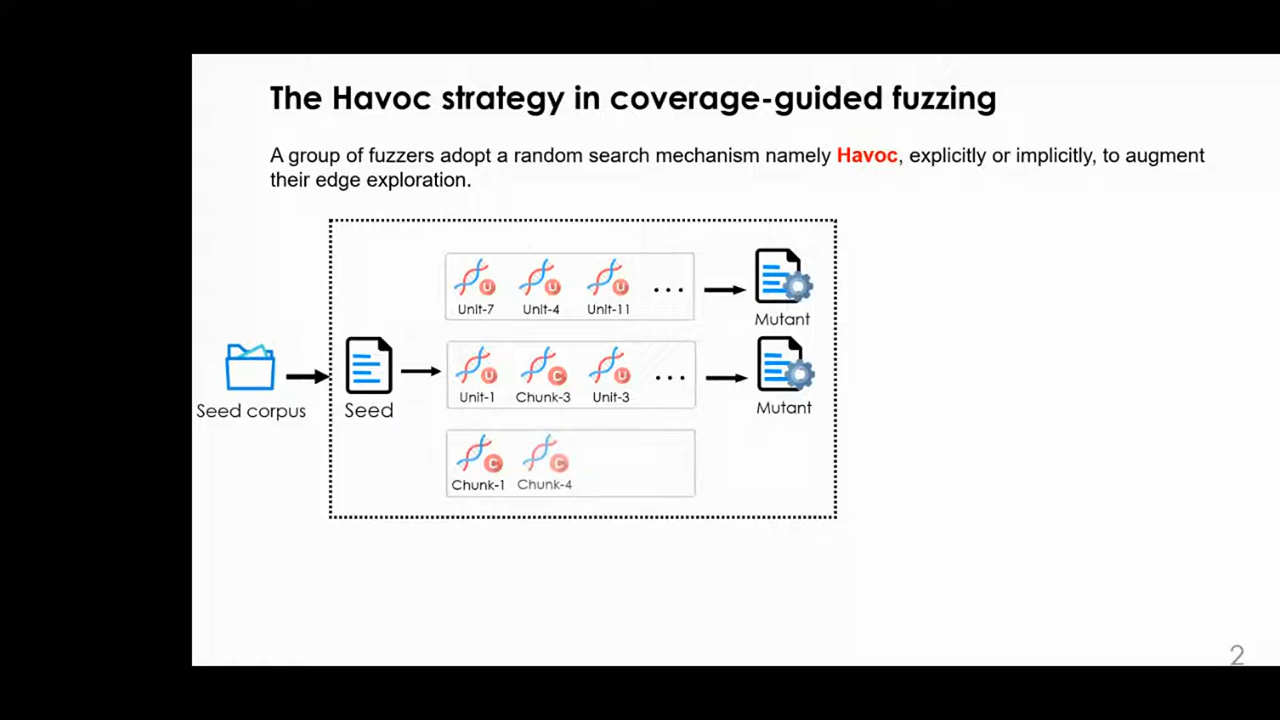 The Havoc strategy in coverage-guided fuzzing
A group of fuzzers adopt a random search mechanism namely Havoc, explicitly or implicitly, to augment
their edge exploration.
U U U
Unit-7 Unit-4 Unit-11 ...
Mutant
U C U
Unit-1 Chunk-3 Unit-3 ...
Mutant
Seed corpus
Seed
C C
Chunk-1 Chunk-4
2